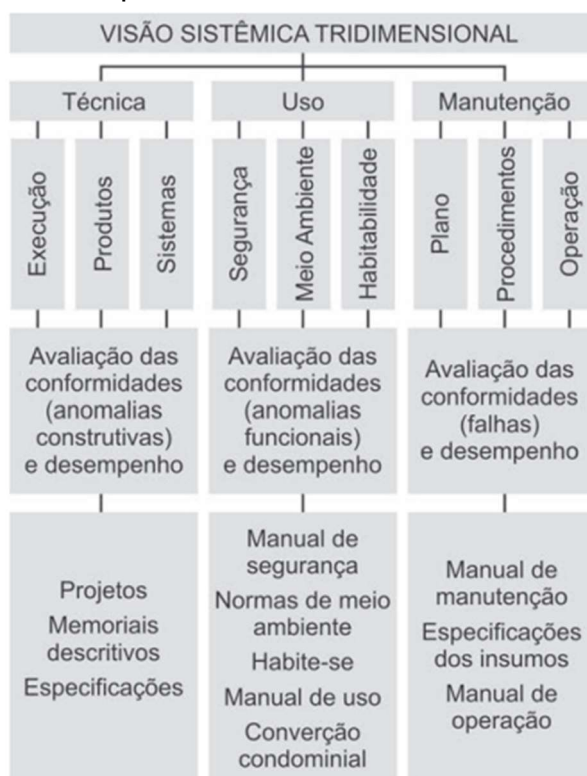 VISÃO SISTÊMICA TRIDIMENSIONAL
Técnica
Uso
Manutenção
Execução
Produtos
Sistemas
Segurança
Meio Ambiente
Habitabilidade
Plano
Procedimentos
Operação
Avaliação das
conformidades
(anomalias
construtivas)
e desempenho
Avaliação das
conformidades
(anomalias
funcionais)
e desempenho
Avaliação das
conformidades
(falhas)
e desempenho
Projetos
Memoriais
descritivos
Especificações
Manual de
segurança
Normas de meio
ambiente
Habite-se
Manual de uso
Converção
condominial
Manual de
manutenção
Especificações
dos insumos
Manual de
operação